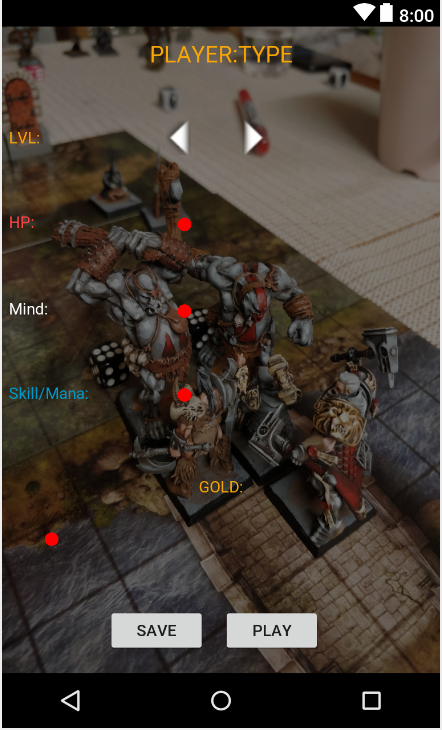 8:00
PLAYER:TYPE
LVL:
HP:
Mind:
Skill/Mana:
GOLD:
SAVE PLAY